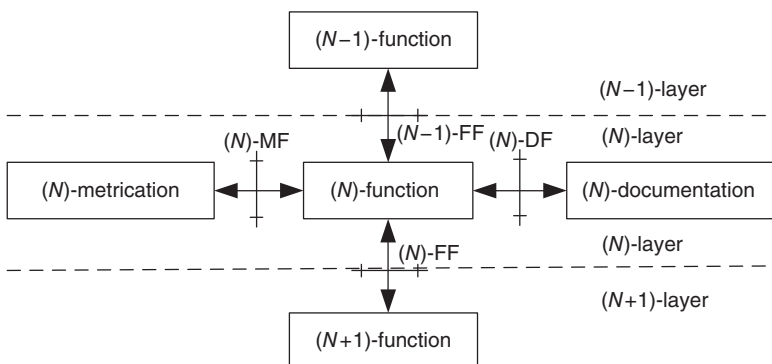 (N−1)-function
(N−1)-layer
(N−1)-FF
(N)-MF
(N)-DF
(N)-layer
(N)-metrication
(N)-function
(N)-documentation
(N)-FF
(N)-layer
(N+1)-layer
(N+1)-function